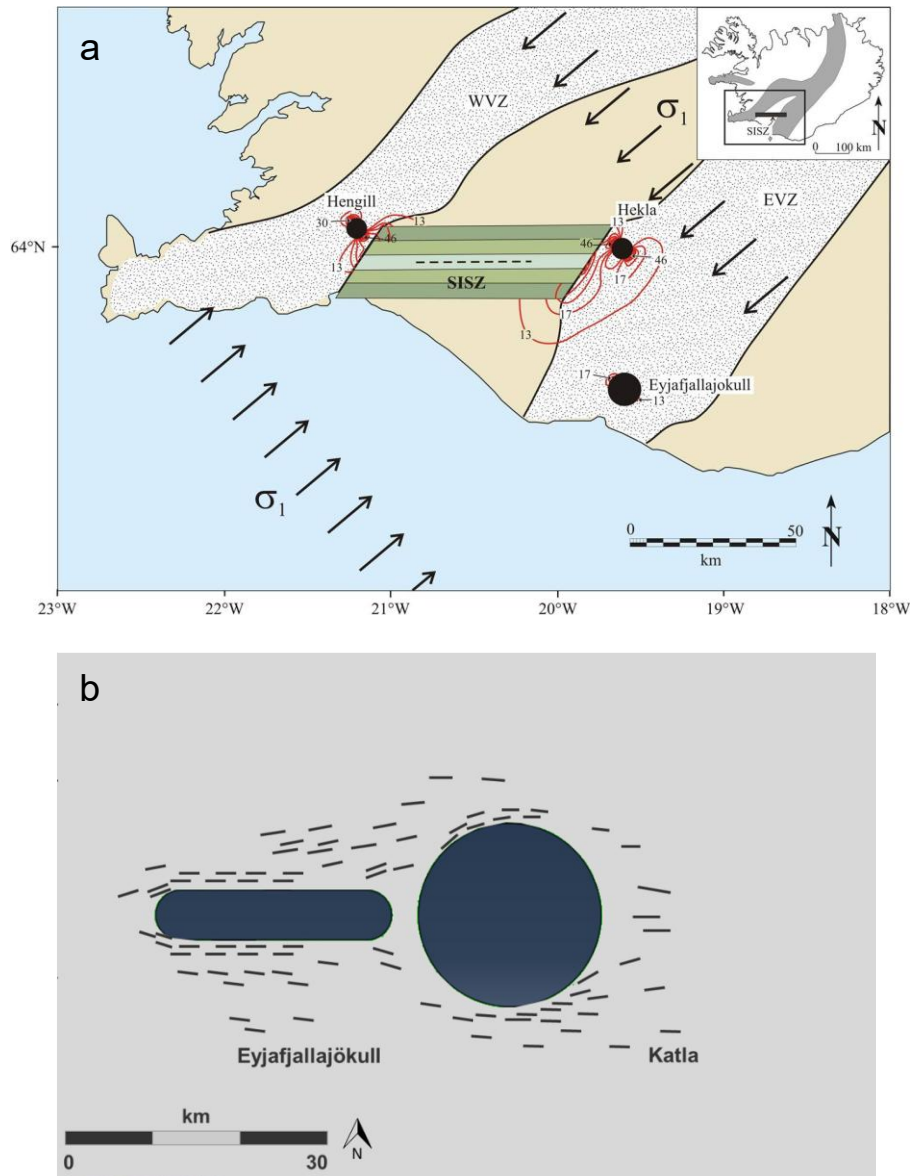 a
WVZ
σ1
N
SISZ
0 100 km
Hengill
30
46
13
13
Hekla
13
46
46
17
EVZ
64°N
SISZ
17
13
17
Eyjafjallajokull
13
σ1
0 50
km
N
23°W 22°W 21°W 20°W 19°W 18°W
b
Eyjafjallajökull
Katla
km
0 30
N